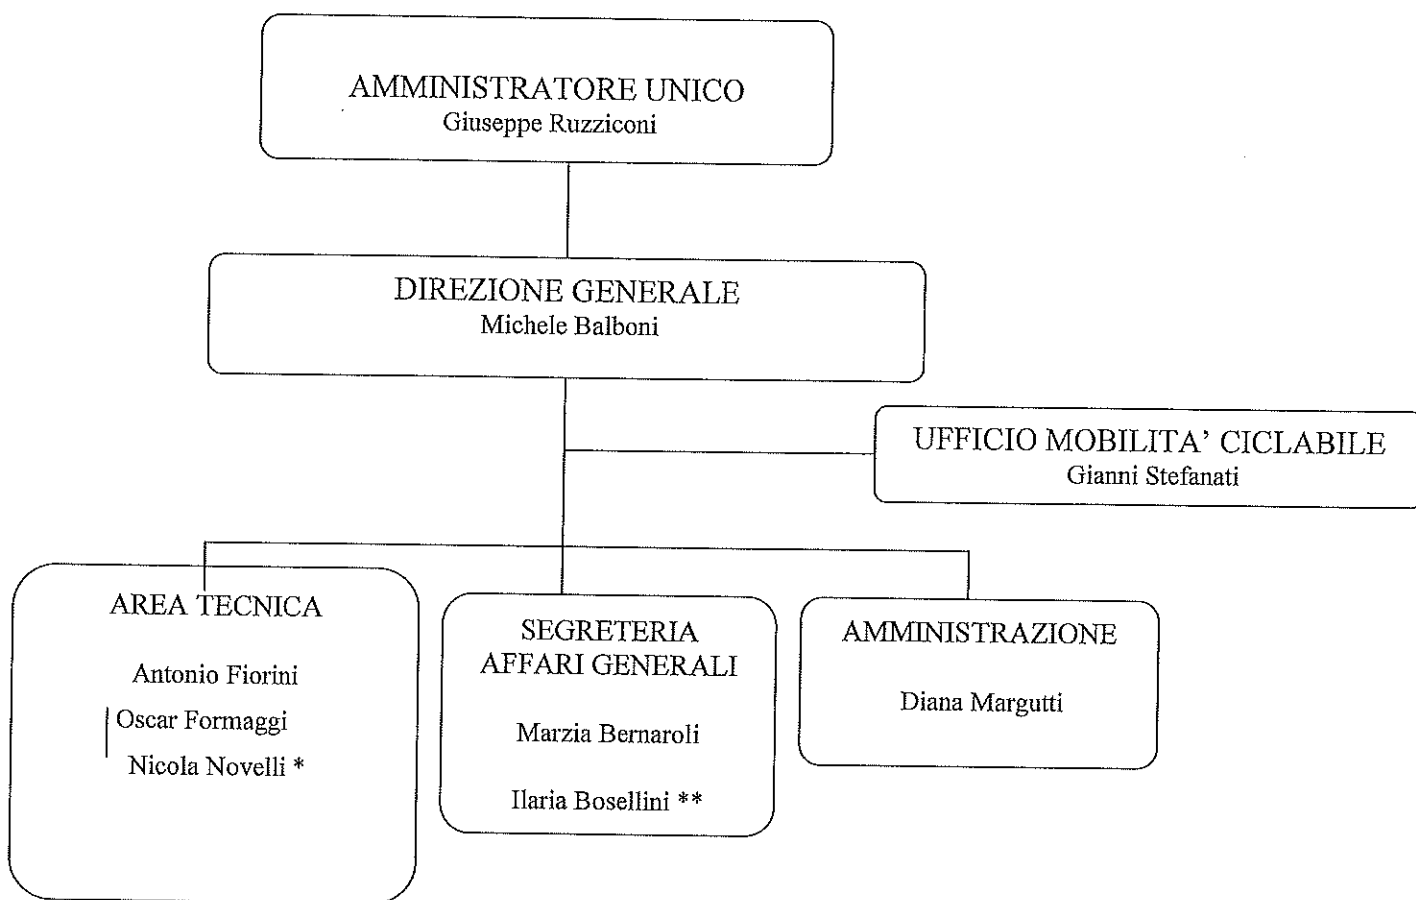 AMMINISTRATORE UNICO
Giuseppe Ruzziconi
DIREZIONE GENERALE
Michele Balboni
UFFICIO MOBILITA’ CICLABILE
Gianni Stefanati
AREA TECNICA
Antonio Fiorini
Oscar Formaggi
Nicola Novelli *
SEGRETERIA
AFFARI GENERALI
Marzia Bernaroli
Ilaria Bosellini **
AMMINISTRAZIONE
Diana Margutti